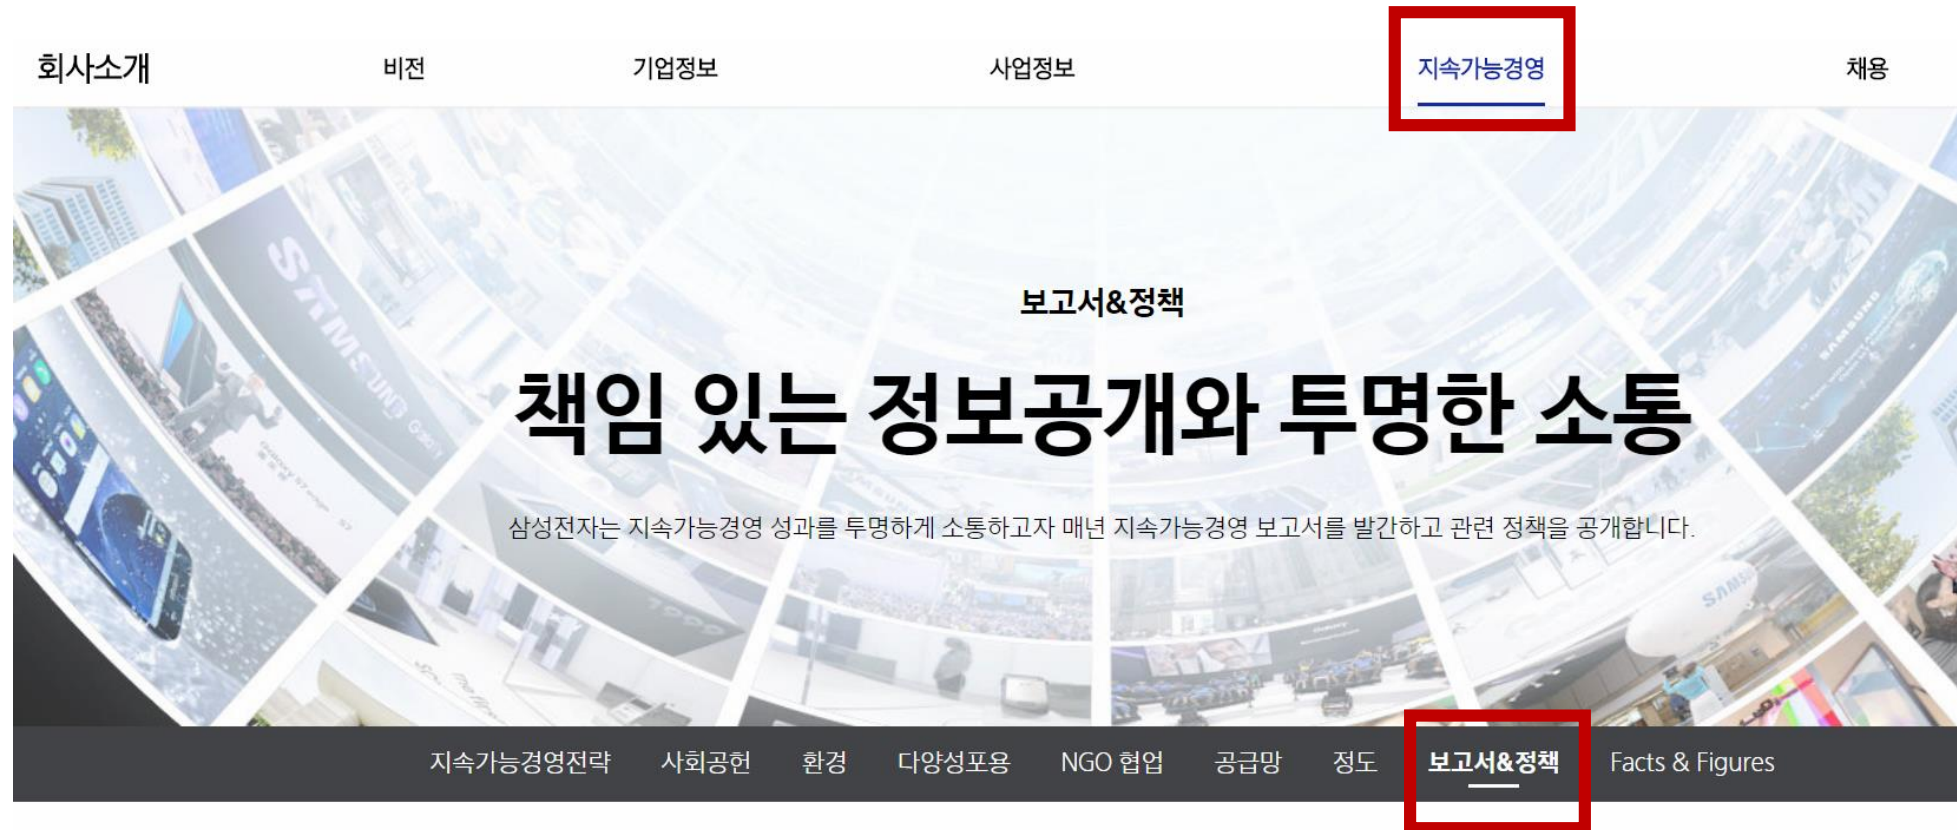 회사소개 비전 기업정보 사업정보 지속가능경영 채용
보고서&정책
책임 있는 정보공개와 투명한 소통
삼성전자는 지속가능경영 성과를 투명하게 소통하고자 매년 지속가능경영 보고서를 발간하고 관련 정책을 공개합니다.
SAMSUNG
SAMSUNG
지속가능경영전략 사회공헌 환경 다양성포용 NGO 협업 공급망 정도 보고서&정책 Facts & Figures